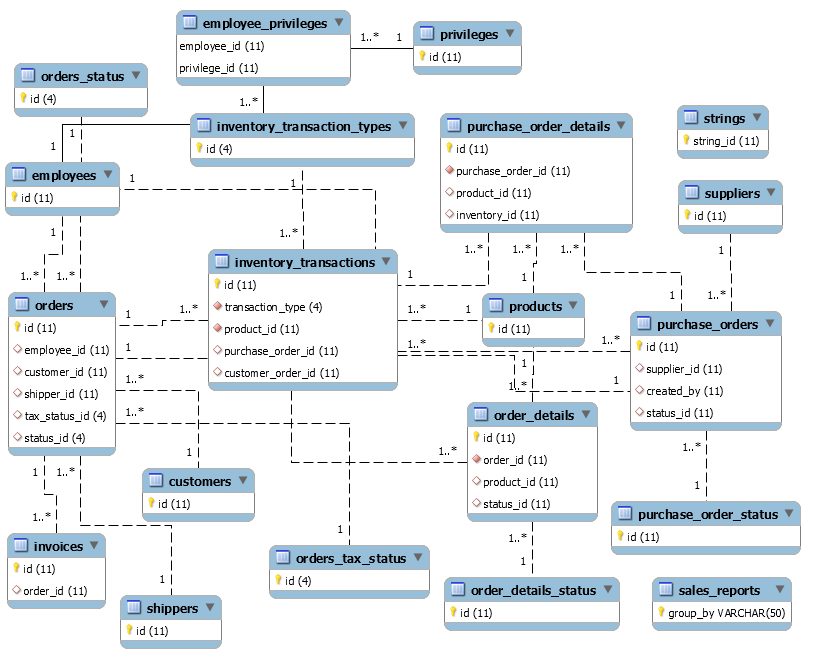 employee_privileges
employee_id (11)
privilege_id (11)
1..*
1
privileges
id (11)
1..*
orders_status
id (4)
1
1
inventory_transaction_types
id (4)
1
1..*
purchase_order_details
id (11)
purchase_order_id (11)
product_id (11)
inventory_id (11)
1..*
1..*
1..*
strings
string_id (11)
employees
id (11)
1
1
1..*
1..*
suppliers
id (11)
1
1..*
inventory_transactions
id (11)
transaction_type (4)
product_id (11)
purchase_order_id (11)
customer_order_id (11)
1
1..*
1
1..*
1
1
products
id (11)
1
1..*
orders
id (11)
employee_id (11)
customer_id (11)
shipper_id (11)
tax_status_id (4)
status_id (4)
1
1..*
1
1..*
1..*
1
1..*
purchase_orders
id (11)
supplier_id (11)
created_by (11)
status_id (11)
1..*
1
1..*
1
order_details
id (11)
order_id (11)
product_id (11)
status_id (11)
1..*
1..*
1
customers
id (11)
1
purchase_order_status
id (11)
1..*
invoices
id (11)
order_id (11)
1
orders_tax_status
id (4)
1
shippers
id (11)
1
order_details_status
id (11)
sales_reports
group_by VARCHAR(50)